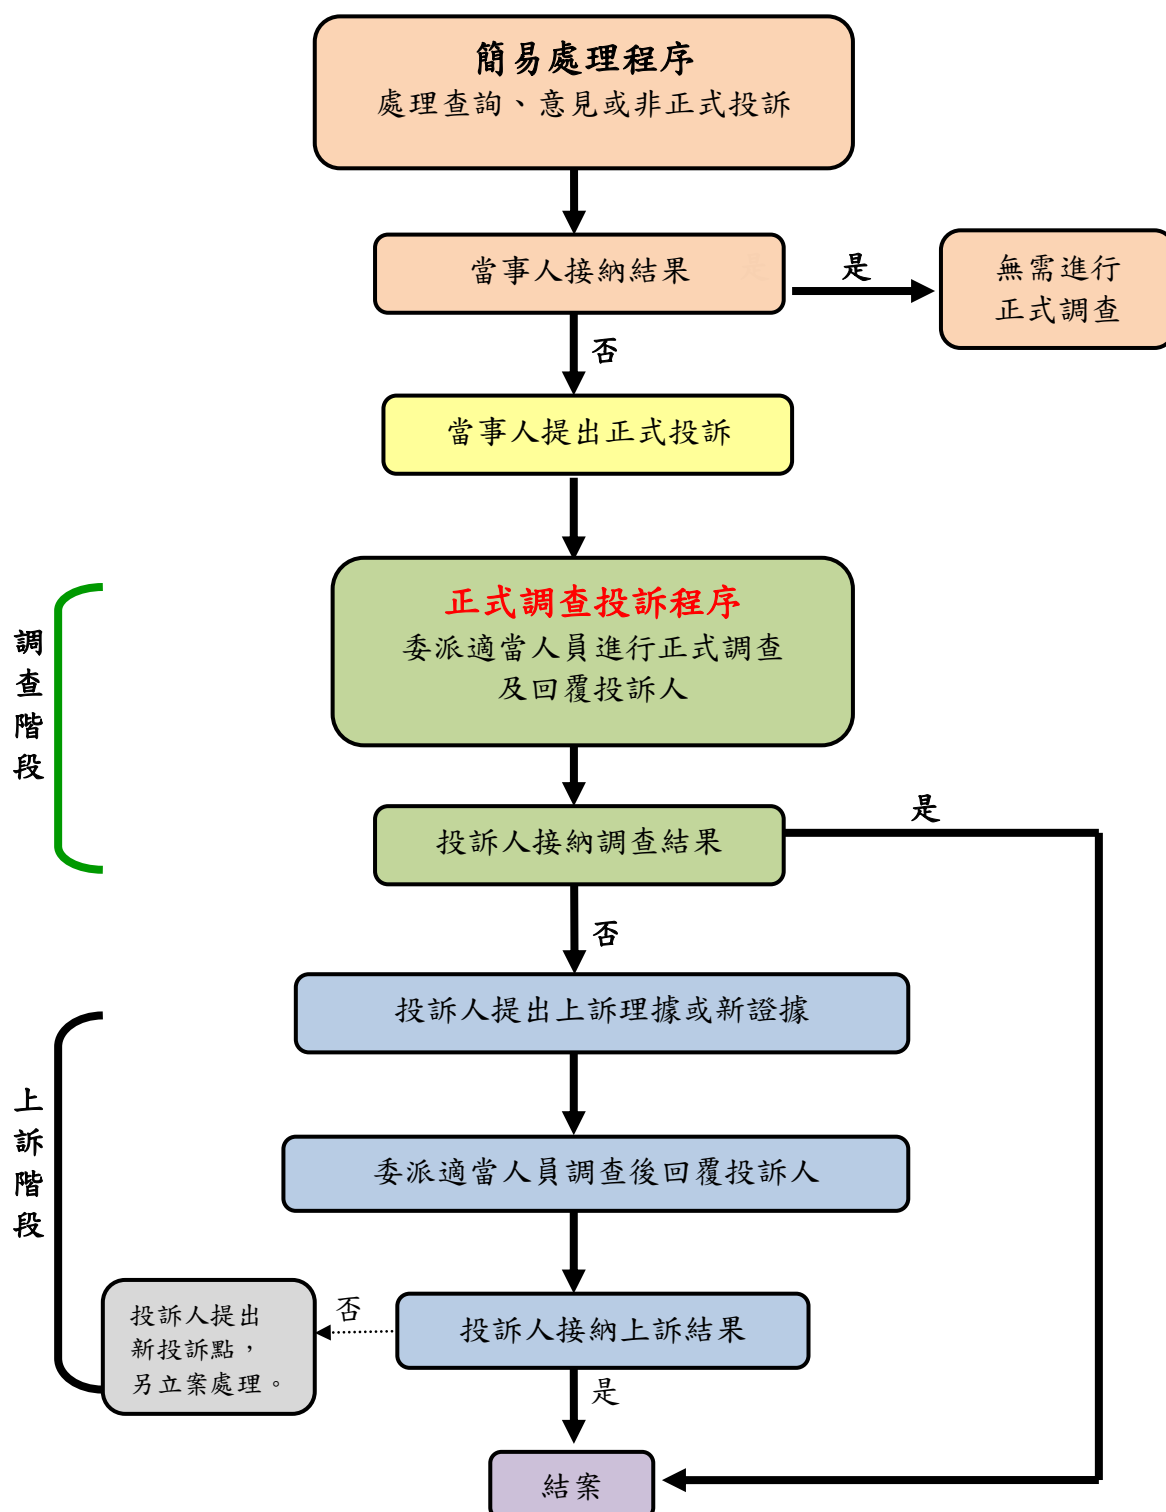 簡易處理程序
處理查詢、意見或非正式投訴
當事人接納結果
是
無需進行
正式調查
否
當事人提出正式投訴
調查階段
正式調查投訴程序
委派適當人員進行正式調查
及回覆投訴人
投訴人接納調查結果
是
否
上訴階段
投訴人提出上訴理據或新證據
委派適當人員調查後回覆投訴人
投訴人接納上訴結果
否
投訴人提出
新投訴點，
另立案處理。
是
結案